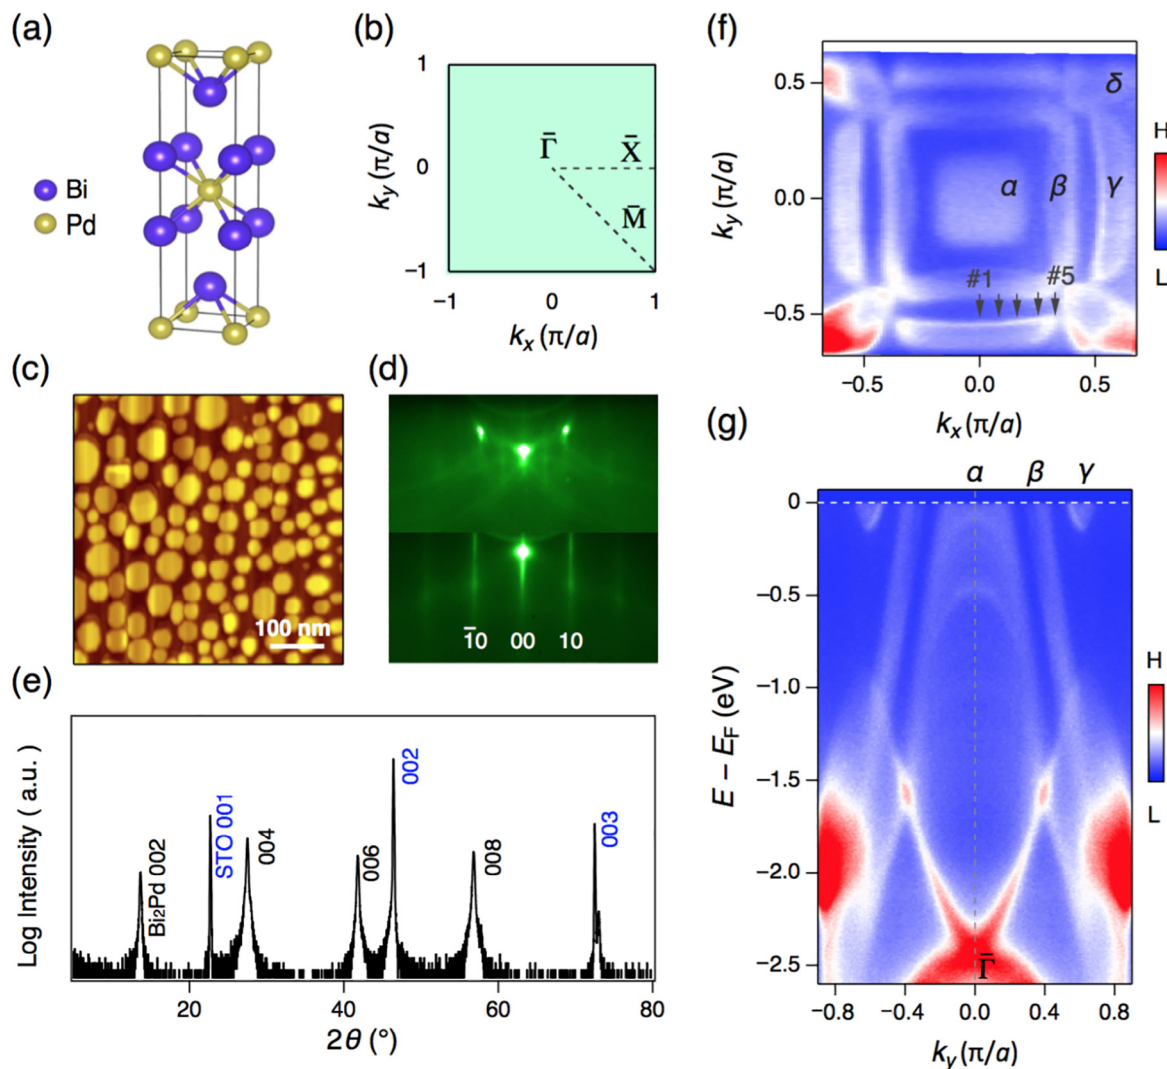 (a)
Bi
Pd
(b)
1
0
−1
k_y (π/a)
Γ̄
X̄
M̄
−1
0
1
k_x (π/a)
(c)
100 nm
(d)
1̄0
00
10
(e)
Log Intensity ( a.u. )
Bi₂Pd 002
STO 001
004
006
002
008
003
20
40
60
80
2θ (°)
(f)
0.5
0.0
−0.5
k_y (π/a)
α
β
γ
δ
#1
#5
−0.5
0.0
0.5
k_x (π/a)
H
L
(g)
α
β
γ
0
−0.5
−1.0
−1.5
−2.0
−2.5
E − E_F (eV)
Γ̄
−0.8
−0.4
0.0
0.4
0.8
k_y (π/a)
H
L